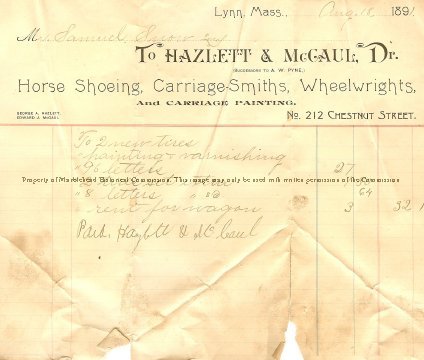 Lynn, Mass., Aug. 18 1891
Mr. Samuel Snow
To HAZLETT & McCAUL, Dr.
(SUCCESSORS TO A. W. PYNE,)
Horse Shoeing, Carriage-Smiths, Wheelwrights,
And CARRIAGE PAINTING.
GEORGE A. HAZLETT.
EDWARD J. McCAUL
No. 212 CHESTNUT STREET.
To 2 new tires
" painting & varnishing 27
" 96 letters
Property of Marblehead Historical Commission. This image may only be used with written permission of the Commission
" 8 letters 64
" rent for wagon 3 32
Paid. Hazlett & McCaul